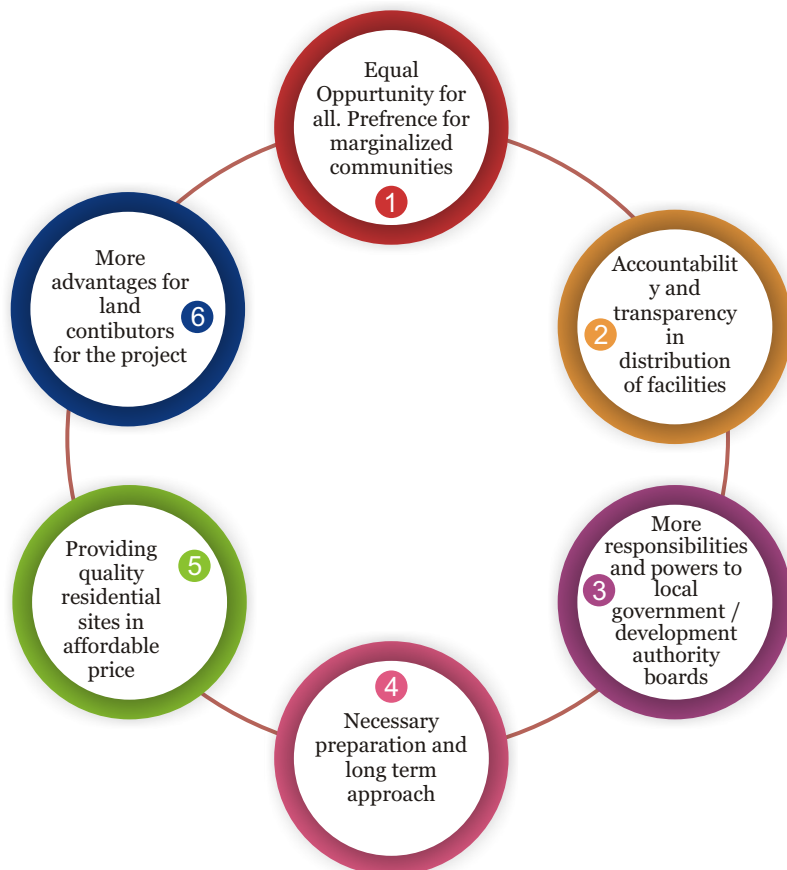 Equal
Oppurtunity for
all. Prefrence for
marginalized
communities
1
Accountabilit
y and
transparency
in
distribution
of facilities
2
More
responsibilities
and powers to
local
government /
development
authority
boards
3
4
Necessary
preparation and
long term
approach
Providing
quality
residential
sites in
affordable
price
5
More
advantages for
land
contibutors
for the project
6